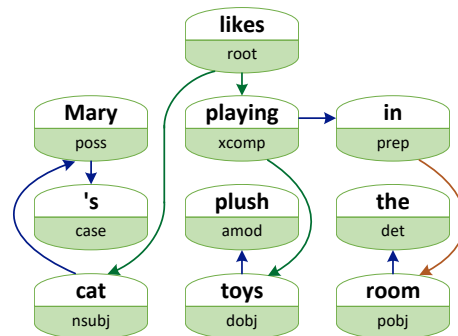 likes
root
Mary
poss
playing
xcomp
in
prep
's
case
plush
amod
the
det
cat
nsubj
toys
dobj
room
pobj